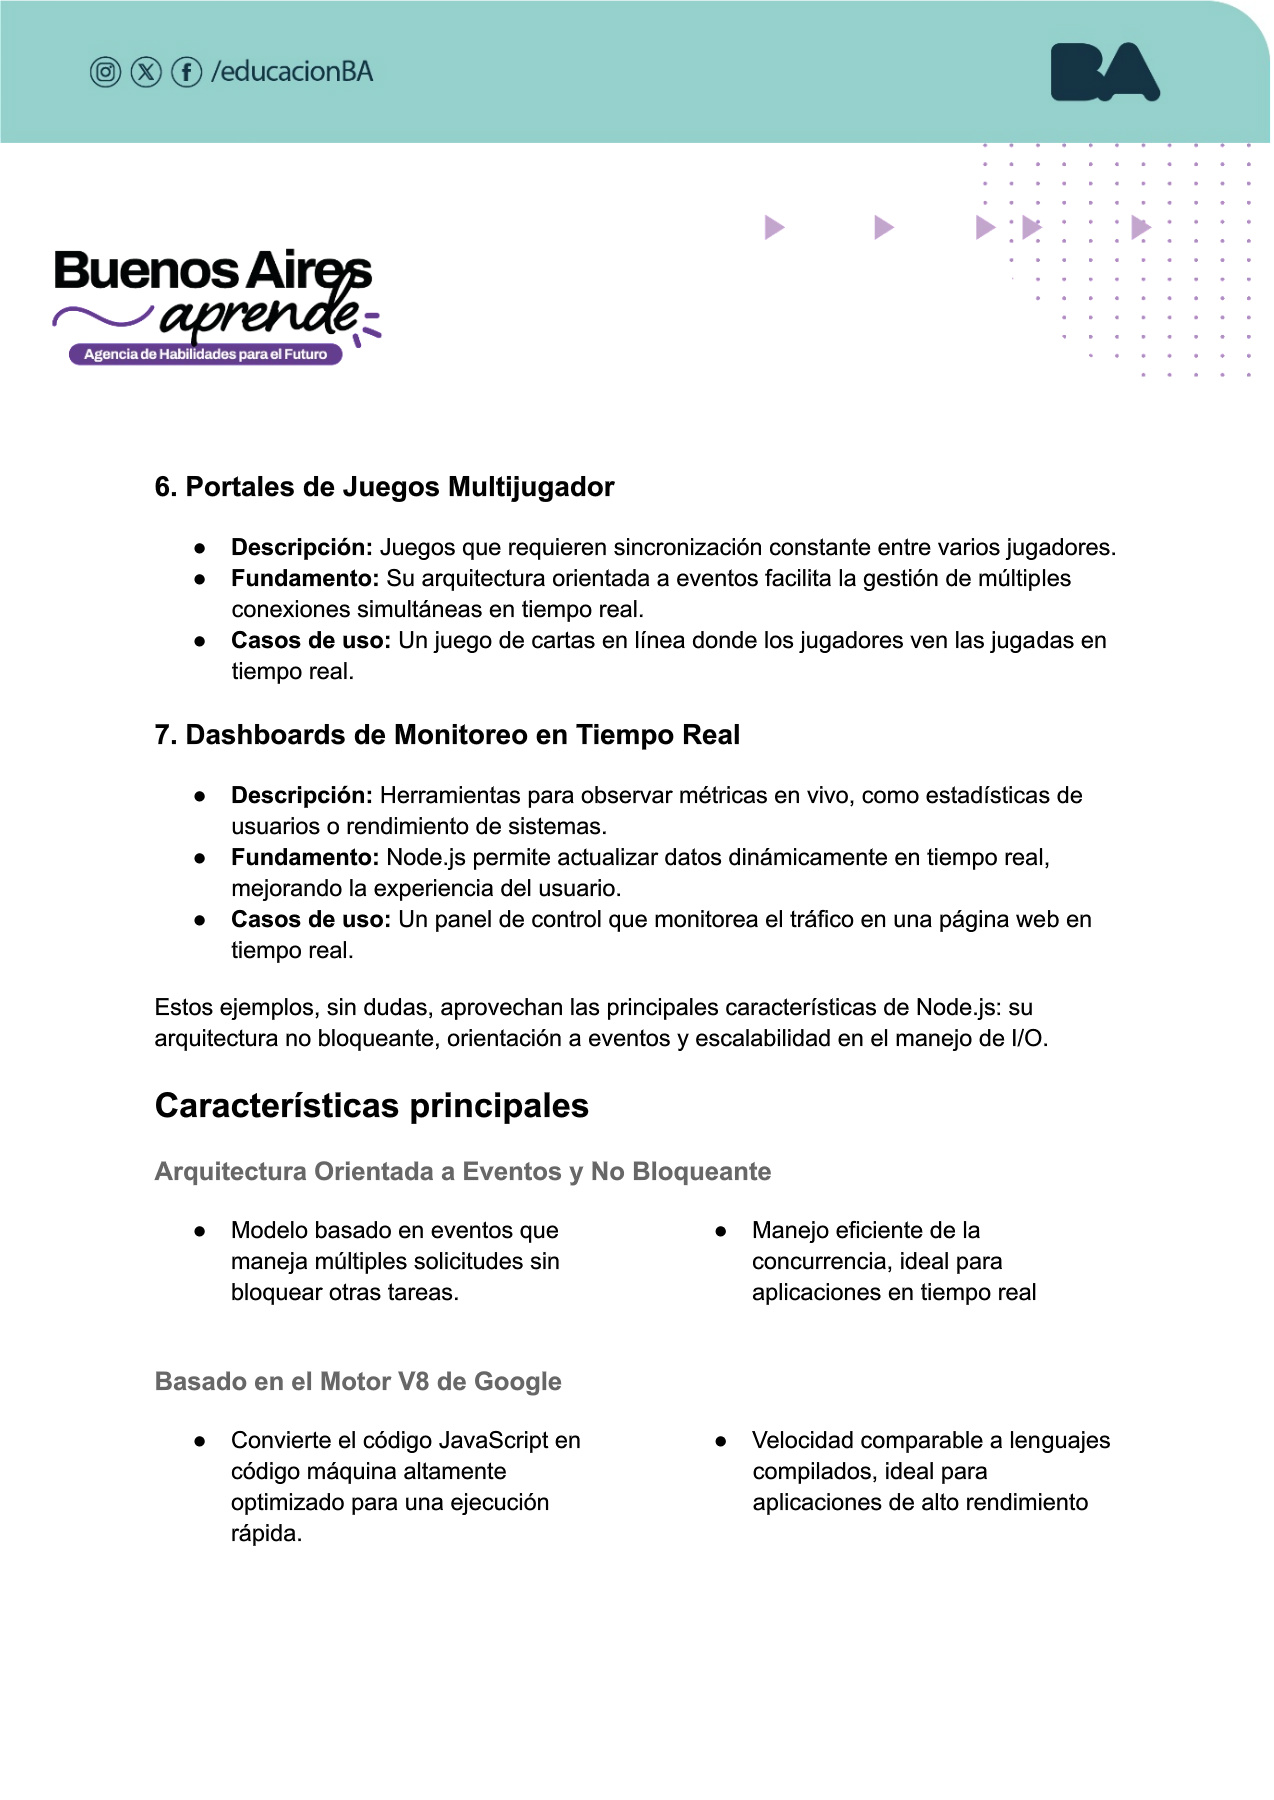 /educacionBA
BA
Buenos Aires
aprende
Agencia de Habilidades para el Futuro
6. Portales de Juegos Multijugador
● Descripción: Juegos que requieren sincronización constante entre varios jugadores.
● Fundamento: Su arquitectura orientada a eventos facilita la gestión de múltiples
conexiones simultáneas en tiempo real.
● Casos de uso: Un juego de cartas en línea donde los jugadores ven las jugadas en
tiempo real.
7. Dashboards de Monitoreo en Tiempo Real
● Descripción: Herramientas para observar métricas en vivo, como estadísticas de
usuarios o rendimiento de sistemas.
● Fundamento: Node.js permite actualizar datos dinámicamente en tiempo real,
mejorando la experiencia del usuario.
● Casos de uso: Un panel de control que monitorea el tráfico en una página web en
tiempo real.
Estos ejemplos, sin dudas, aprovechan las principales características de Node.js: su
arquitectura no bloqueante, orientación a eventos y escalabilidad en el manejo de I/O.
Características principales
Arquitectura Orientada a Eventos y No Bloqueante
● Modelo basado en eventos que
maneja múltiples solicitudes sin
bloquear otras tareas.
● Manejo eficiente de la
concurrencia, ideal para
aplicaciones en tiempo real
Basado en el Motor V8 de Google
● Convierte el código JavaScript en
código máquina altamente
optimizado para una ejecución
rápida.
● Velocidad comparable a lenguajes
compilados, ideal para
aplicaciones de alto rendimiento